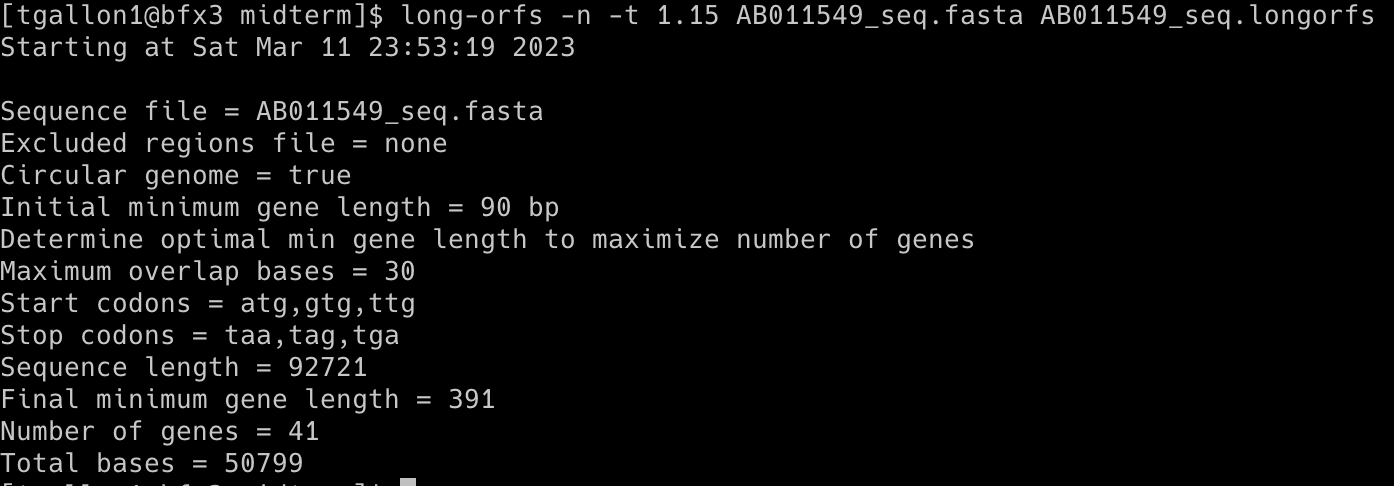 [tgallon1@bfx3 midterm]$ long-orfs -n -t 1.15 AB011549_seq.fasta AB011549_seq.longorfs
Starting at Sat Mar 11 23:53:19 2023
Sequence file = AB011549_seq.fasta
Excluded regions file = none
Circular genome = true
Initial minimum gene length = 90 bp
Determine optimal min gene length to maximize number of genes
Maximum overlap bases = 30
Start codons = atg,gtg,ttg
Stop codons = taa,tag,tga
Sequence length = 92721
Final minimum gene length = 391
Number of genes = 41
Total bases = 50799